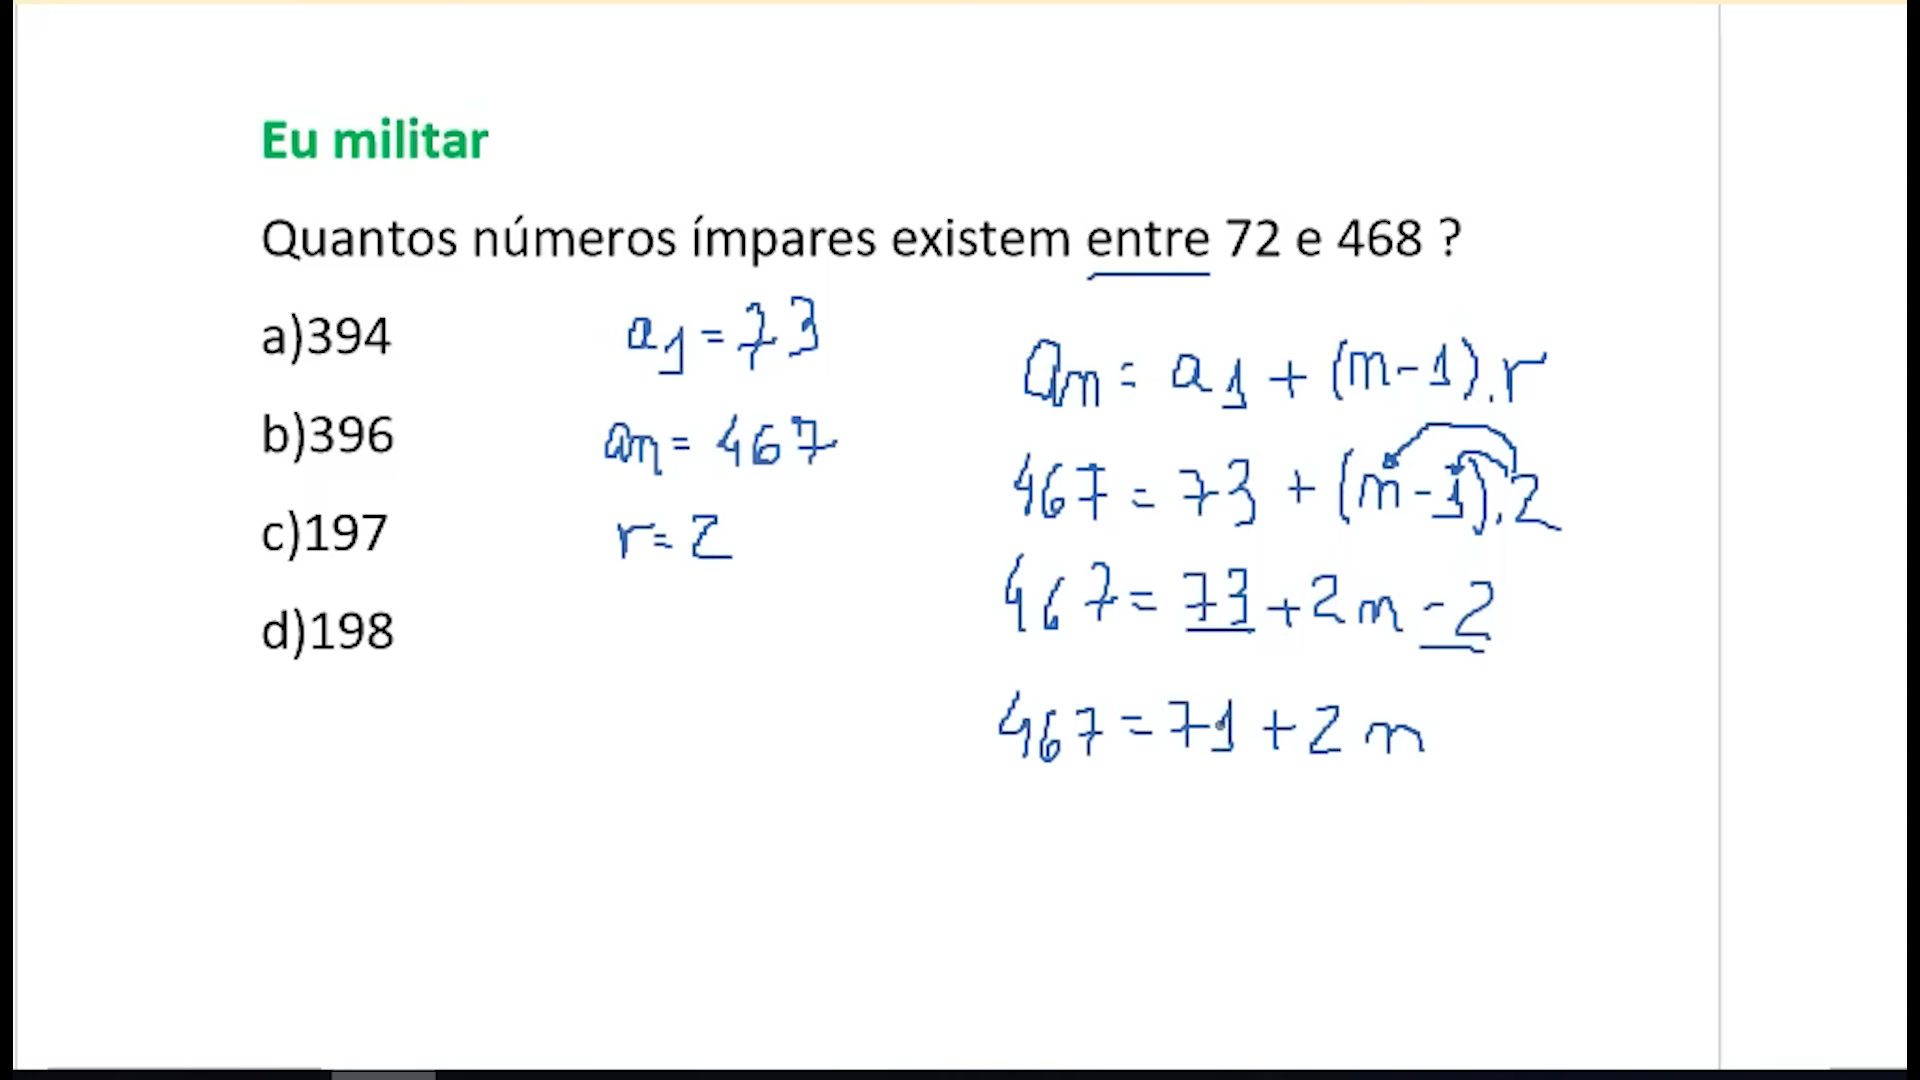 Eu militar
Quantos números ímpares existem entre 72 e 468 ?
a)394
b)396
c)197
d)198
a1 = 73
an = 467
r = 2
an = a1 + (n-1).r
467 = 73 + (n-1).2
467 = 73 + 2n - 2
467 = 71 + 2n